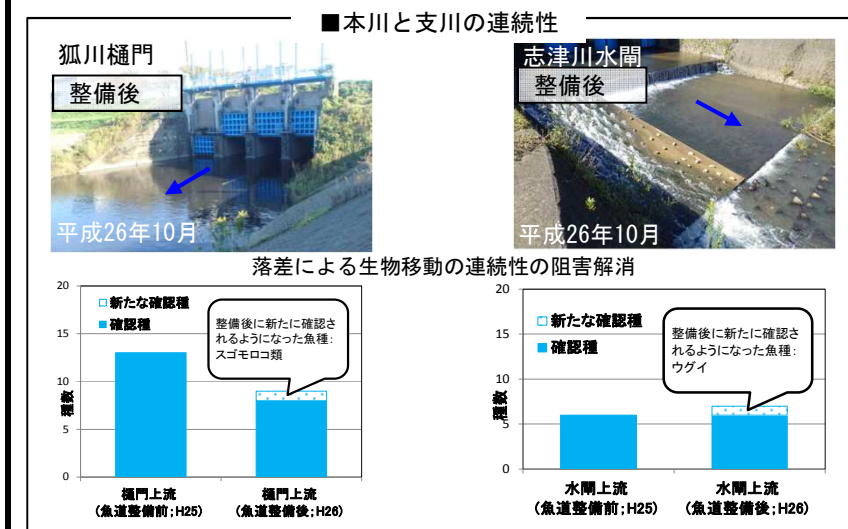 ■本川と支川の連続性
狐川樋門
整備後
平成26年10月
志津川水閘
整備後
平成26年10月
落差による生物移動の連続性の阻害解消
20
15
10
5
0
種数
新たな確認種
確認種
整備後に新たに確認さ
れるようになった魚種:
スゴモロコ類
樋門上流
(魚道整備前;H25)
樋門上流
(魚道整備後;H26)
20
15
10
5
0
種数
新たな確認種
確認種
整備後に新たに確認さ
れるようになった魚種:
ウグイ
水閘上流
(魚道整備前;H25)
水閘上流
(魚道整備後;H26)